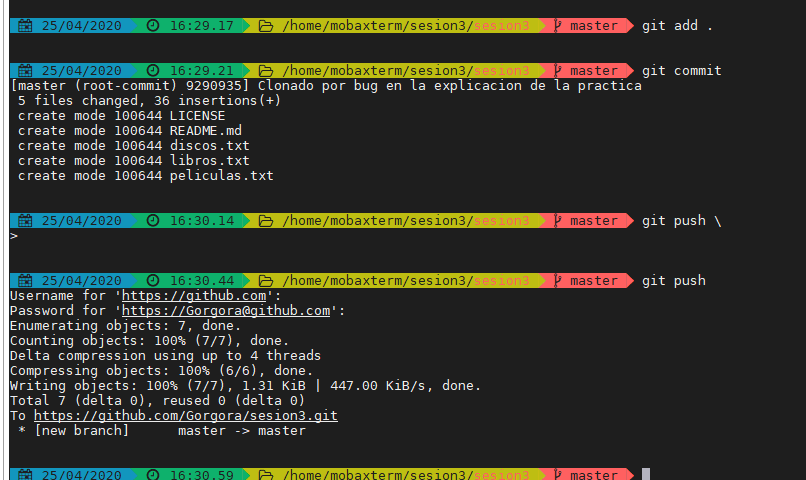 25/04/2020 16:29.17 /home/mobaxterm/sesion3/sesion3 master git add .
25/04/2020 16:29.21 /home/mobaxterm/sesion3/sesion3 master git commit
[master (root-commit) 9290935] Clonado por bug en la explicacion de la practica
 5 files changed, 36 insertions(+)
 create mode 100644 LICENSE
 create mode 100644 README.md
 create mode 100644 discos.txt
 create mode 100644 libros.txt
 create mode 100644 peliculas.txt
25/04/2020 16:30.14 /home/mobaxterm/sesion3/sesion3 master git push \
>
25/04/2020 16:30.44 /home/mobaxterm/sesion3/sesion3 master git push
Username for 'https://github.com':
Password for 'https://Gorgora@github.com':
Enumerating objects: 7, done.
Counting objects: 100% (7/7), done.
Delta compression using up to 4 threads
Compressing objects: 100% (6/6), done.
Writing objects: 100% (7/7), 1.31 KiB | 447.00 KiB/s, done.
Total 7 (delta 0), reused 0 (delta 0)
To https://github.com/Gorgora/sesion3.git
 * [new branch]      master -> master
25/04/2020 16:30.59 /home/mobaxterm/sesion3/sesion3 master